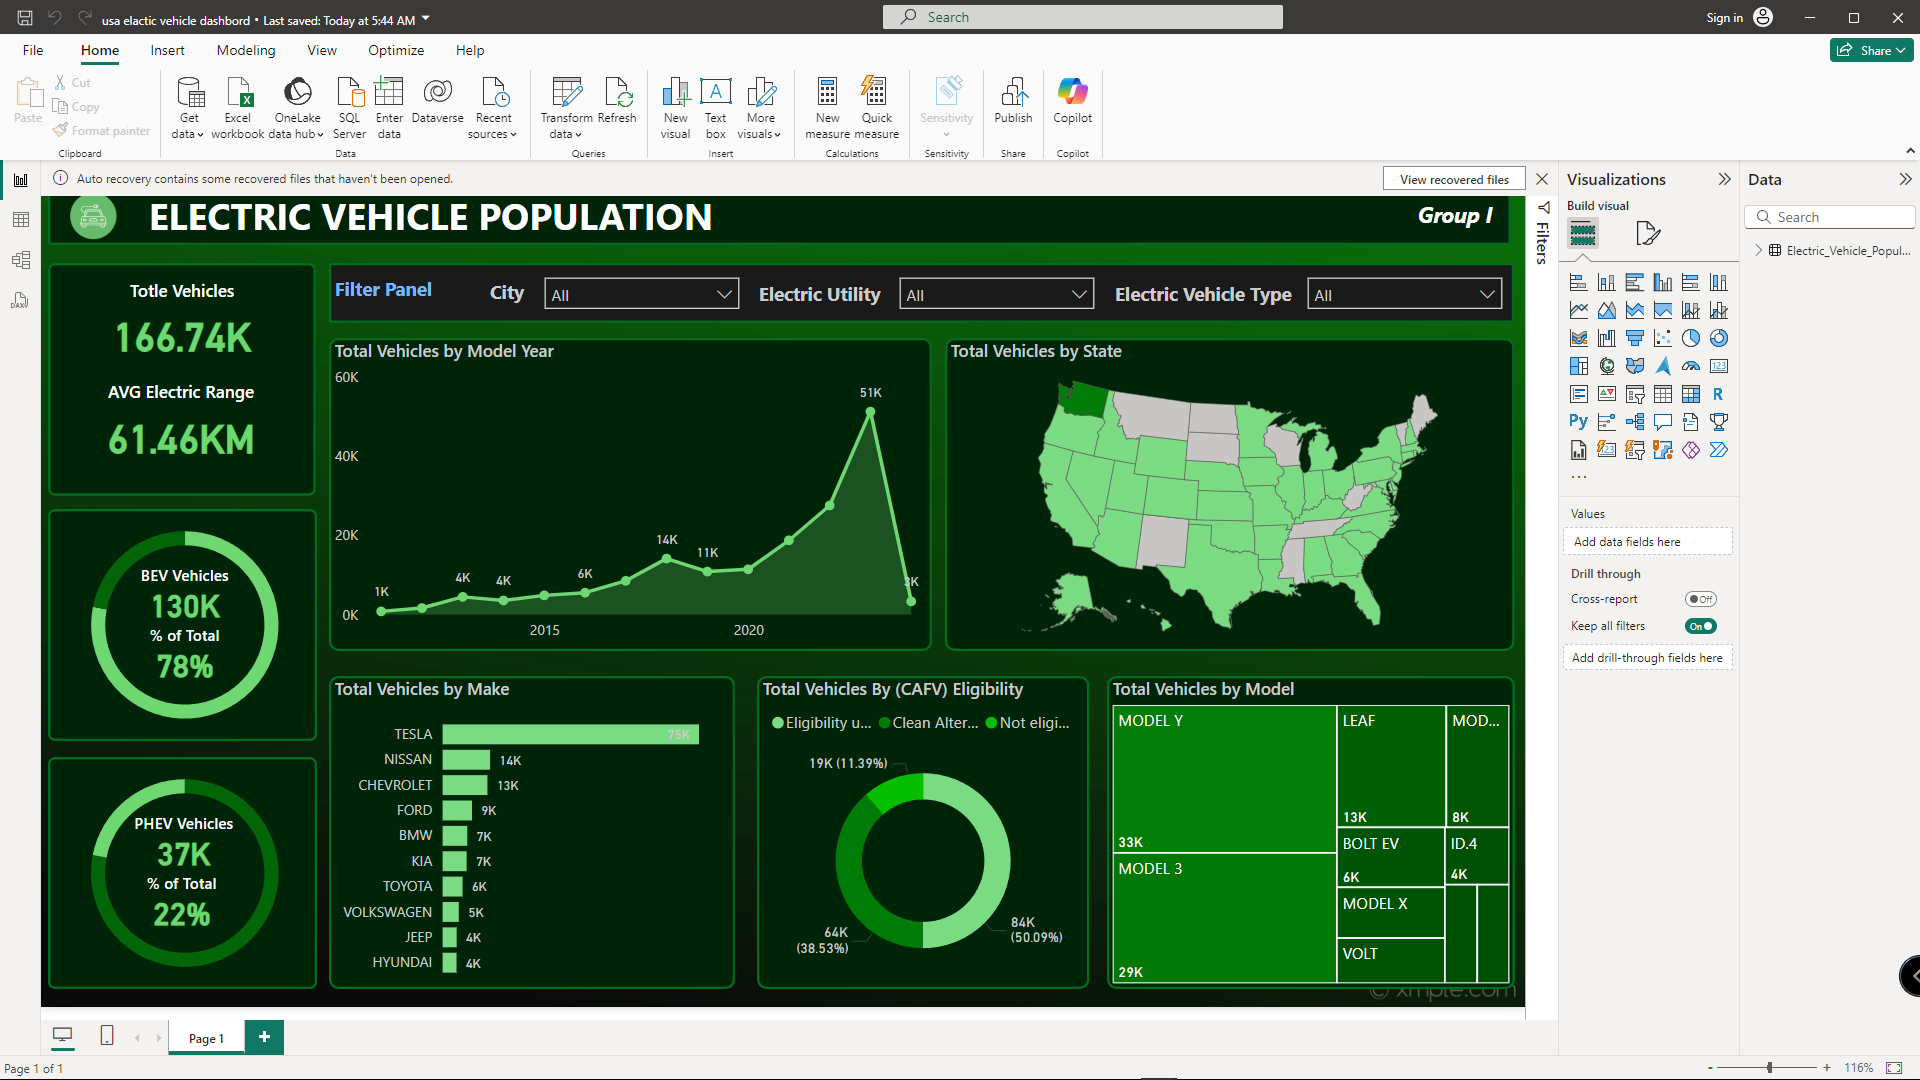 usa elactic vehicle dashbord • Last saved: Today at 5:44 AM
Search
Sign in
File
Home
Insert
Modeling
View
Optimize
Help
Share
Paste
Cut
Copy
Format painter
Clipboard
Get data
Excel workbook
OneLake data hub
SQL Server
Enter data
Dataverse
Recent sources
Data
Transform data
Refresh
Queries
New visual
Text box
More visuals
Insert
New measure
Quick measure
Calculations
Sensitivity
Sensitivity
Publish
Share
Copilot
Copilot
Auto recovery contains some recovered files that haven't been opened.
View recovered files
ELECTRIC VEHICLE POPULATION
Group I
Totle Vehicles
166.74K
AVG Electric Range
61.46KM
Filter Panel
City
All
Electric Utility
All
Electric Vehicle Type
All
BEV Vehicles
130K
% of Total
78%
PHEV Vehicles
37K
% of Total
22%
Total Vehicles by Model Year
60K
40K
20K
0K
1K
4K
4K
6K
14K
11K
51K
3K
2015
2020
Total Vehicles by State
Total Vehicles by Make
TESLA 75K
NISSAN 14K
CHEVROLET 13K
FORD 9K
BMW 7K
KIA 7K
TOYOTA 6K
VOLKSWAGEN 5K
JEEP 4K
HYUNDAI 4K
Total Vehicles By (CAFV) Eligibility
Eligibility u...
Clean Alter...
Not eligi...
19K (11.39%)
64K
(38.53%)
84K
(50.09%)
Total Vehicles by Model
MODEL Y
33K
MODEL 3
29K
LEAF
13K
MOD...
8K
BOLT EV
6K
ID.4
4K
MODEL X
VOLT
© xmple.com
Filters
Visualizations
Build visual
R
Py
123
123
...
Values
Add data fields here
Drill through
Cross-report
Off
Keep all filters
On
Add drill-through fields here
Data
Search
Electric_Vehicle_Popul...
DAX
Page 1
+
Page 1 of 1
- + 116%